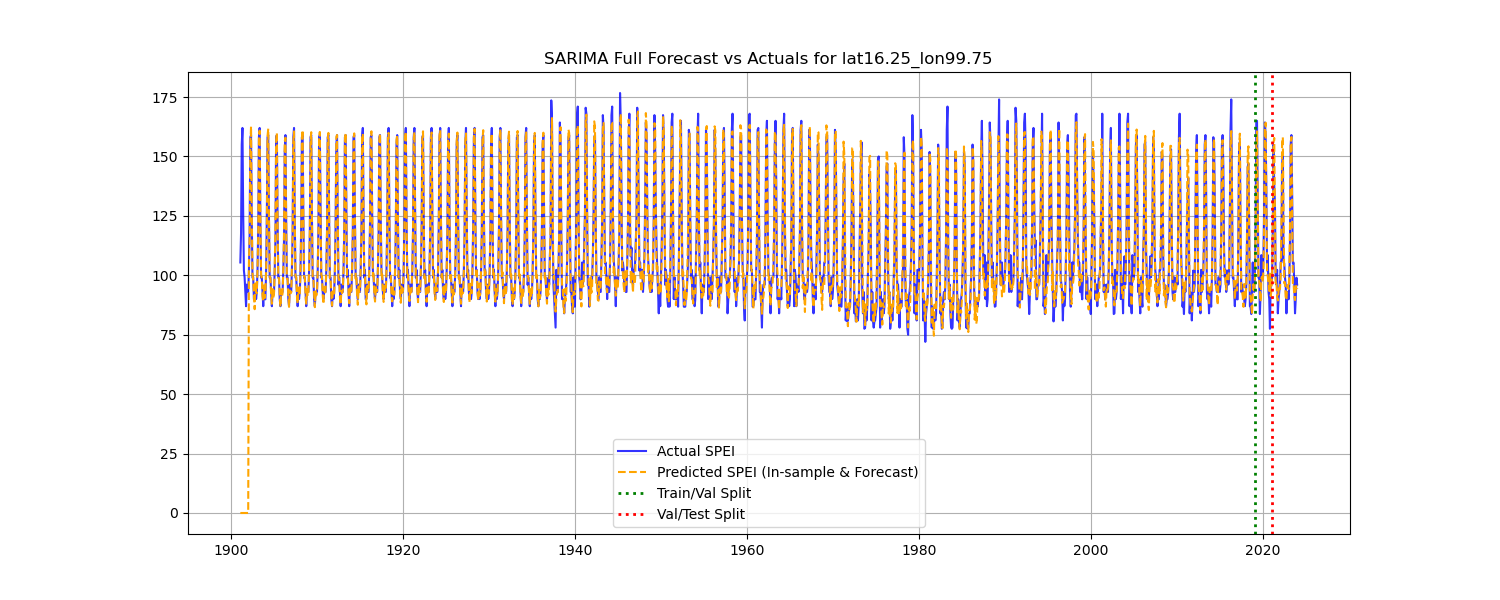 SARIMA Full Forecast vs Actuals for lat16.25_lon99.75
175
150
125
100
75
50
25
0
Actual SPEI
Predicted SPEI (In-sample & Forecast)
Train/Val Split
Val/Test Split
1900 1920 1940 1960 1980 2000 2020